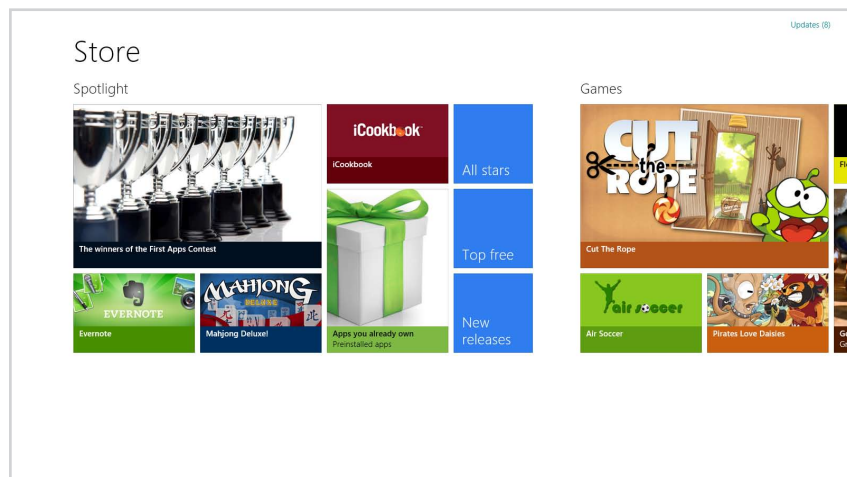 Updates (8)
Store
Spotlight
The winners of the First Apps Contest
iCookbook
iCookbook
All stars
Top free
EVERNOTE
Evernote
MAHJONG
DELUXE
Mahjong Deluxe!
Apps you already own
Preinstalled apps
New
releases
Games
CUT
the
ROPE
Cut The Rope
air soccer
Air Soccer
Pirates Love Daisies